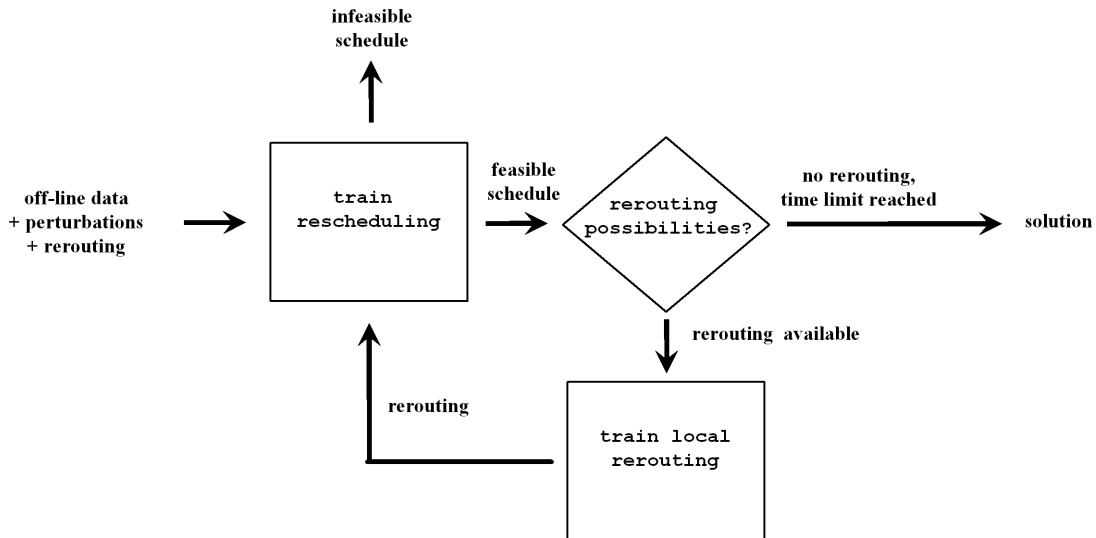 infeasible
schedule
off-line data
+ perturbations
+ rerouting
train
rescheduling
feasible
schedule
rerouting
possibilities?
no rerouting,
time limit reached
solution
rerouting available
rerouting
train local
rerouting